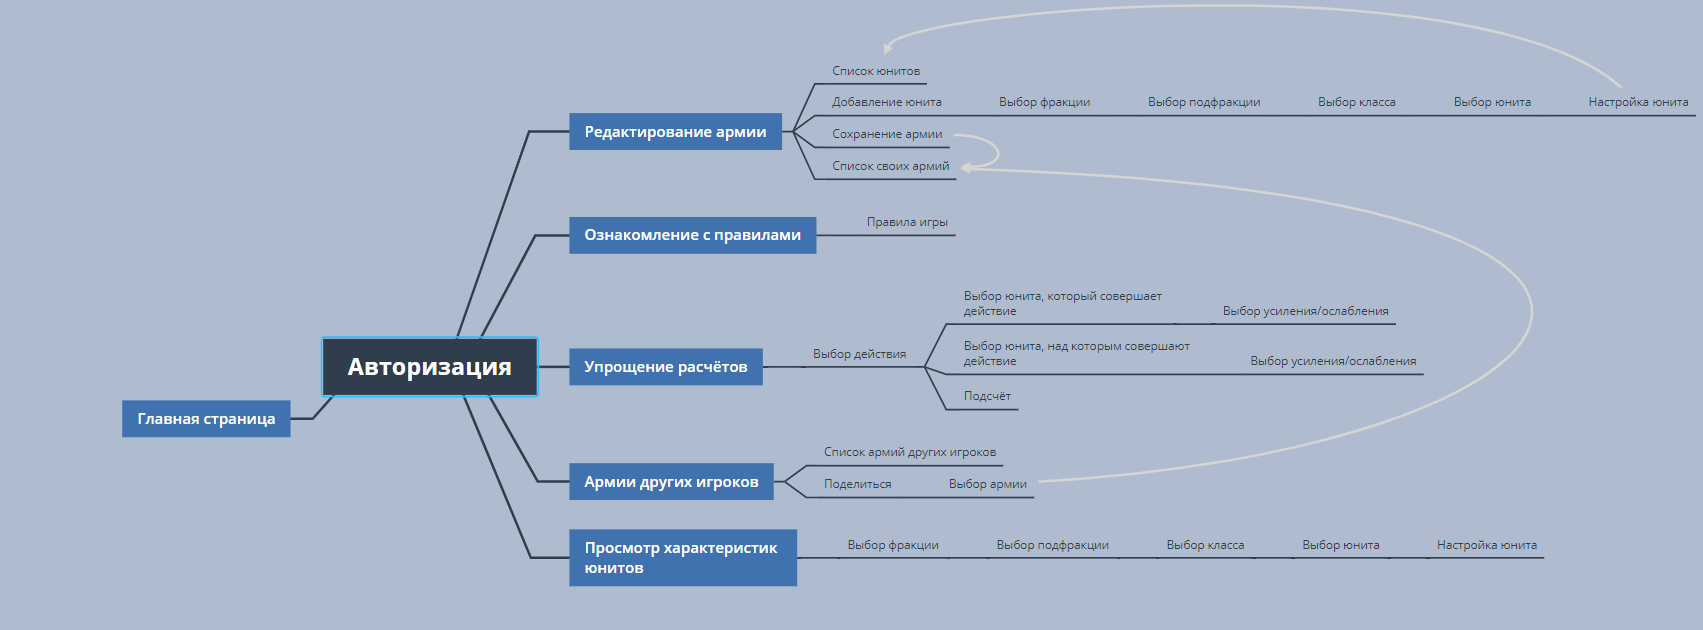 Главная страница
Авторизация
Редактирование армии
Список юнитов
Добавление юнита
Выбор фракции
Выбор подфракции
Выбор класса
Выбор юнита
Настройка юнита
Сохранение армии
Список своих армий
Ознакомление с правилами
Правила игры
Упрощение расчётов
Выбор действия
Выбор юнита, который совершает
действие
Выбор усиления/ослабления
Выбор юнита, над которым совершают
действие
Выбор усиления/ослабления
Подсчёт
Армии других игроков
Список армий других игроков
Поделиться
Выбор армии
Просмотр характеристик
юнитов
Выбор фракции
Выбор подфракции
Выбор класса
Выбор юнита
Настройка юнита